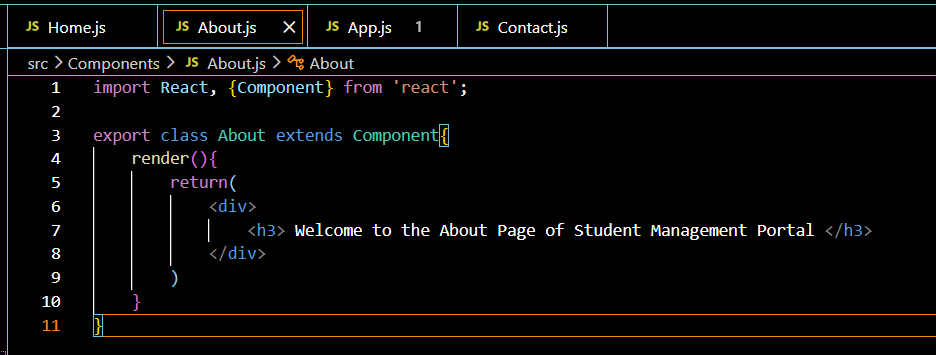 JS Home.js JS About.js × JS App.js 1 JS Contact.js
src > Components > JS About.js > About
1 import React, {Component} from 'react';
2
3 export class About extends Component{
4     render(){
5         return(
6             <div>
7                 <h3> Welcome to the About Page of Student Management Portal </h3>
8             </div>
9         )
10     }
11 }